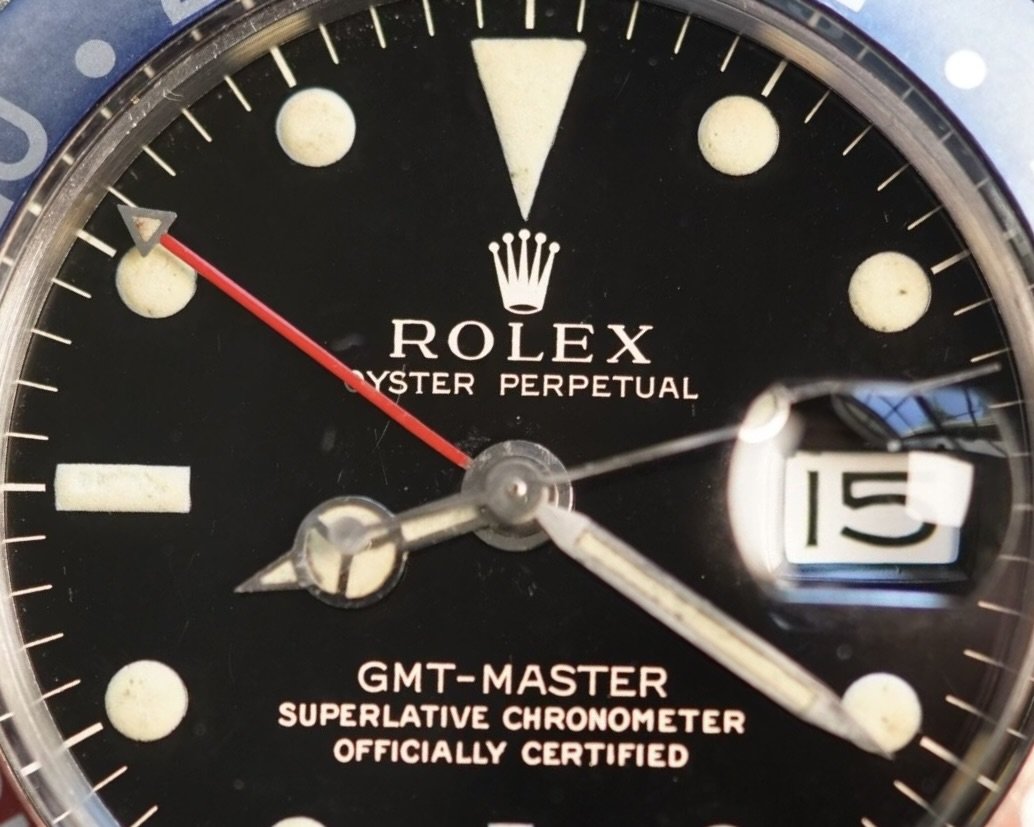 ROLEX
OYSTER PERPETUAL
15
GMT-MASTER
SUPERLATIVE CHRONOMETER
OFFICIALLY CERTIFIED